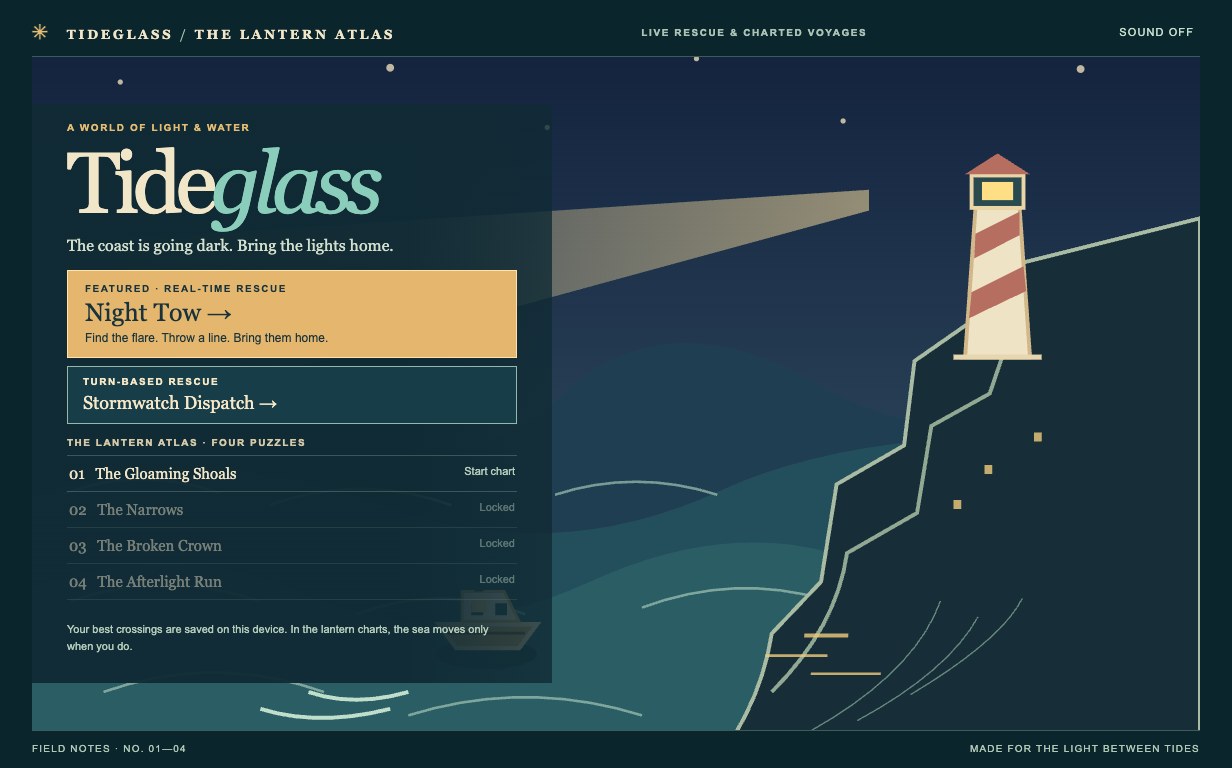 TIDEGLASS / THE LANTERN ATLAS
LIVE RESCUE & CHARTED VOYAGES
SOUND OFF
A WORLD OF LIGHT & WATER
Tideglass
The coast is going dark. Bring the lights home.
FEATURED · REAL-TIME RESCUE
Night Tow →
Find the flare. Throw a line. Bring them home.
TURN-BASED RESCUE
Stormwatch Dispatch →
THE LANTERN ATLAS · FOUR PUZZLES
01 The Gloaming Shoals Start chart
02 The Narrows Locked
03 The Broken Crown Locked
04 The Afterlight Run Locked
Your best crossings are saved on this device. In the lantern charts, the sea moves only
when you do.
FIELD NOTES · NO. 01—04
MADE FOR THE LIGHT BETWEEN TIDES